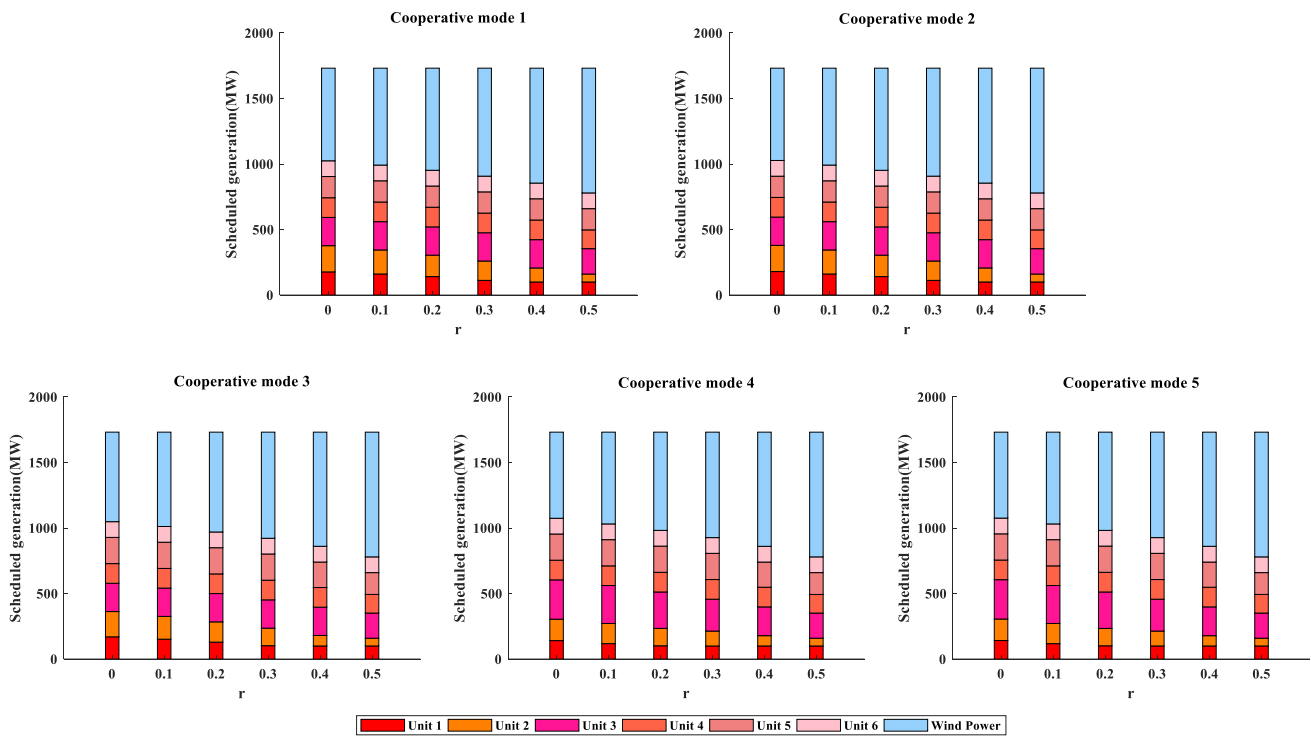 Cooperative mode 1
Scheduled generation(MW)
2000
1500
1000
500
0
0 0.1 0.2 0.3 0.4 0.5
r
Cooperative mode 2
Scheduled generation(MW)
2000
1500
1000
500
0
0 0.1 0.2 0.3 0.4 0.5
r
Cooperative mode 3
Scheduled generation(MW)
2000
1500
1000
500
0
0 0.1 0.2 0.3 0.4 0.5
r
Cooperative mode 4
Scheduled generation(MW)
2000
1500
1000
500
0
0 0.1 0.2 0.3 0.4 0.5
r
Cooperative mode 5
Scheduled generation(MW)
2000
1500
1000
500
0
0 0.1 0.2 0.3 0.4 0.5
r
Unit 1 Unit 2 Unit 3 Unit 4 Unit 5 Unit 6 Wind Power